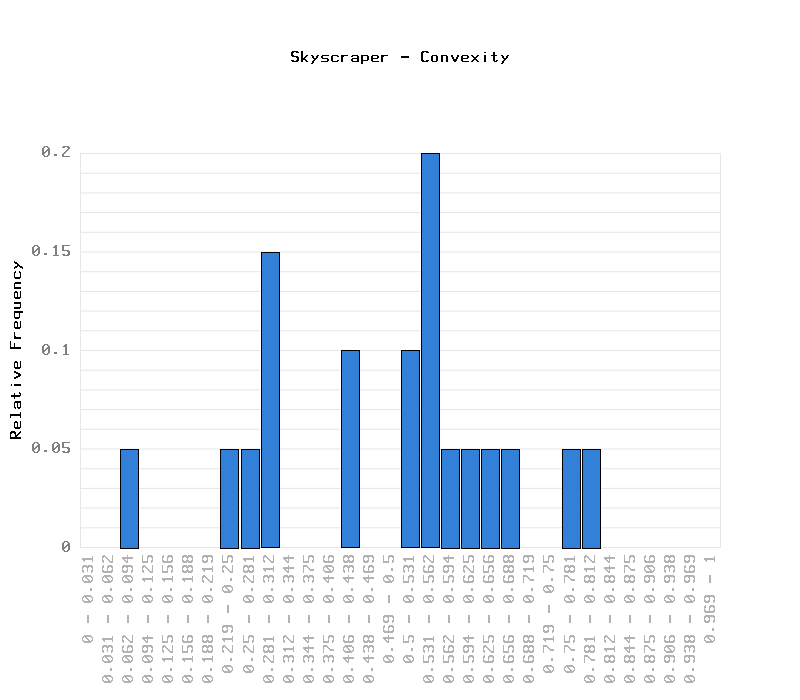 Skyscraper - Convexity
0.2
0.15
0.1
0.05
0
Relative Frequency
0 - 0.031
0.031 - 0.062
0.062 - 0.094
0.094 - 0.125
0.125 - 0.156
0.156 - 0.188
0.188 - 0.219
0.219 - 0.25
0.25 - 0.281
0.281 - 0.312
0.312 - 0.344
0.344 - 0.375
0.375 - 0.406
0.406 - 0.438
0.438 - 0.469
0.469 - 0.5
0.5 - 0.531
0.531 - 0.562
0.562 - 0.594
0.594 - 0.625
0.625 - 0.656
0.656 - 0.688
0.688 - 0.719
0.719 - 0.75
0.75 - 0.781
0.781 - 0.812
0.812 - 0.844
0.844 - 0.875
0.875 - 0.906
0.906 - 0.938
0.938 - 0.969
0.969 - 1